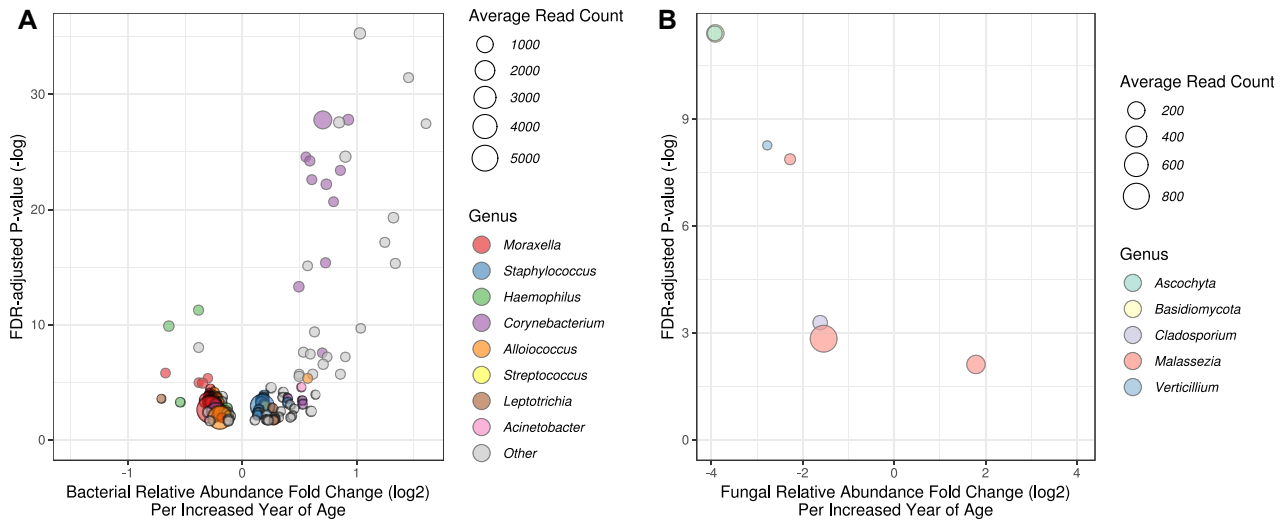 A
FDR-adjusted P-value (-log)
30
20
10
0
-1
0
1
Bacterial Relative Abundance Fold Change (log2)
Per Increased Year of Age
Average Read Count
1000
2000
3000
4000
5000
Genus
Moraxella
Staphylococcus
Haemophilus
Corynebacterium
Alloiococcus
Streptococcus
Leptotrichia
Acinetobacter
Other
B
FDR-adjusted P-value (-log)
9
6
3
0
-4
-2
0
2
4
Fungal Relative Abundance Fold Change (log2)
Per Increased Year of Age
Average Read Count
200
400
600
800
Genus
Ascochyta
Basidiomycota
Cladosporium
Malassezia
Verticillium